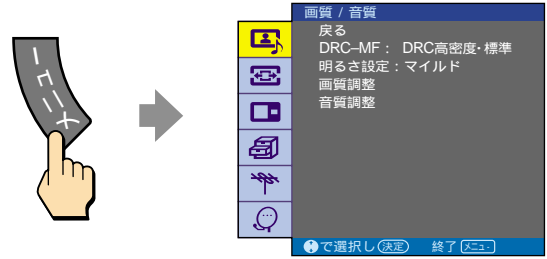 メニュー
画質 / 音質
戻る
DRC–MF： DRC高密度・標準
明るさ設定：マイルド
画質調整
音質調整
で選択し 決定 終了 メニュー